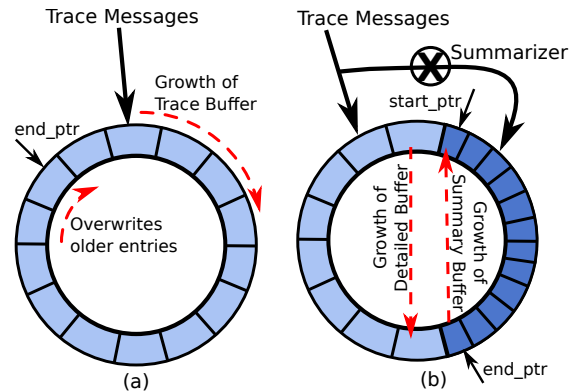 Trace Messages
Growth of
Trace Buffer
end_ptr
Overwrites
older entries
(a)
Trace Messages
Summarizer
start_ptr
Growth of
Detailed Buffer
Growth of
Summary Buffer
end_ptr
(b)